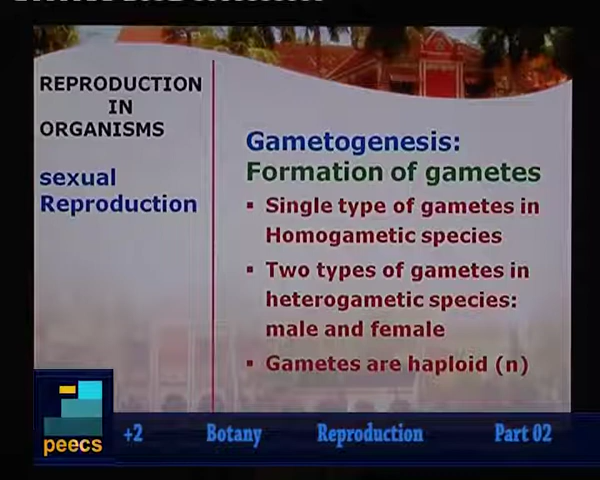 REPRODUCTION
IN
ORGANISMS
sexual
Reproduction
Gametogenesis:
Formation of gametes
▪ Single type of gametes in
Homogametic species
▪ Two types of gametes in
heterogametic species:
male and female
▪ Gametes are haploid (n)
peecs
+2 Botany Reproduction Part 02